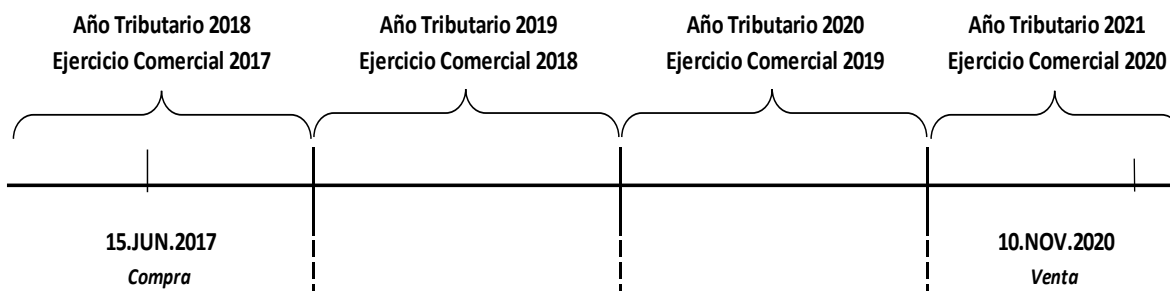 Año Tributario 2018
Ejercicio Comercial 2017
Año Tributario 2019
Ejercicio Comercial 2018
Año Tributario 2020
Ejercicio Comercial 2019
Año Tributario 2021
Ejercicio Comercial 2020
15.JUN.2017
Compra
10.NOV.2020
Venta